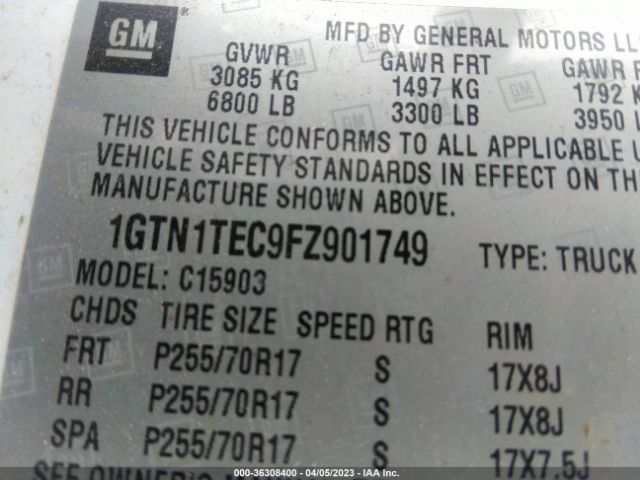 GM
MFD BY GENERAL MOTORS LL
GVWR GAWR FRT GAWR
3085 KG 1497 KG 1792
6800 LB 3300 LB 3950
THIS VEHICLE CONFORMS TO ALL APPLICABLE
VEHICLE SAFETY STANDARDS IN EFFECT ON
MANUFACTURE SHOWN ABOVE.
1GTN1TEC9FZ901749 TYPE: TRUCK
MODEL: C15903
CHDS TIRE SIZE SPEED RTG RIM
FRT P255/70R17 S 17X8J
RR P255/70R17 S 17X8J
SPA P255/70R17 S 17X7.5J
SEE OWNER'S
000-36308400 - 04/05/2023 - IAA Inc.